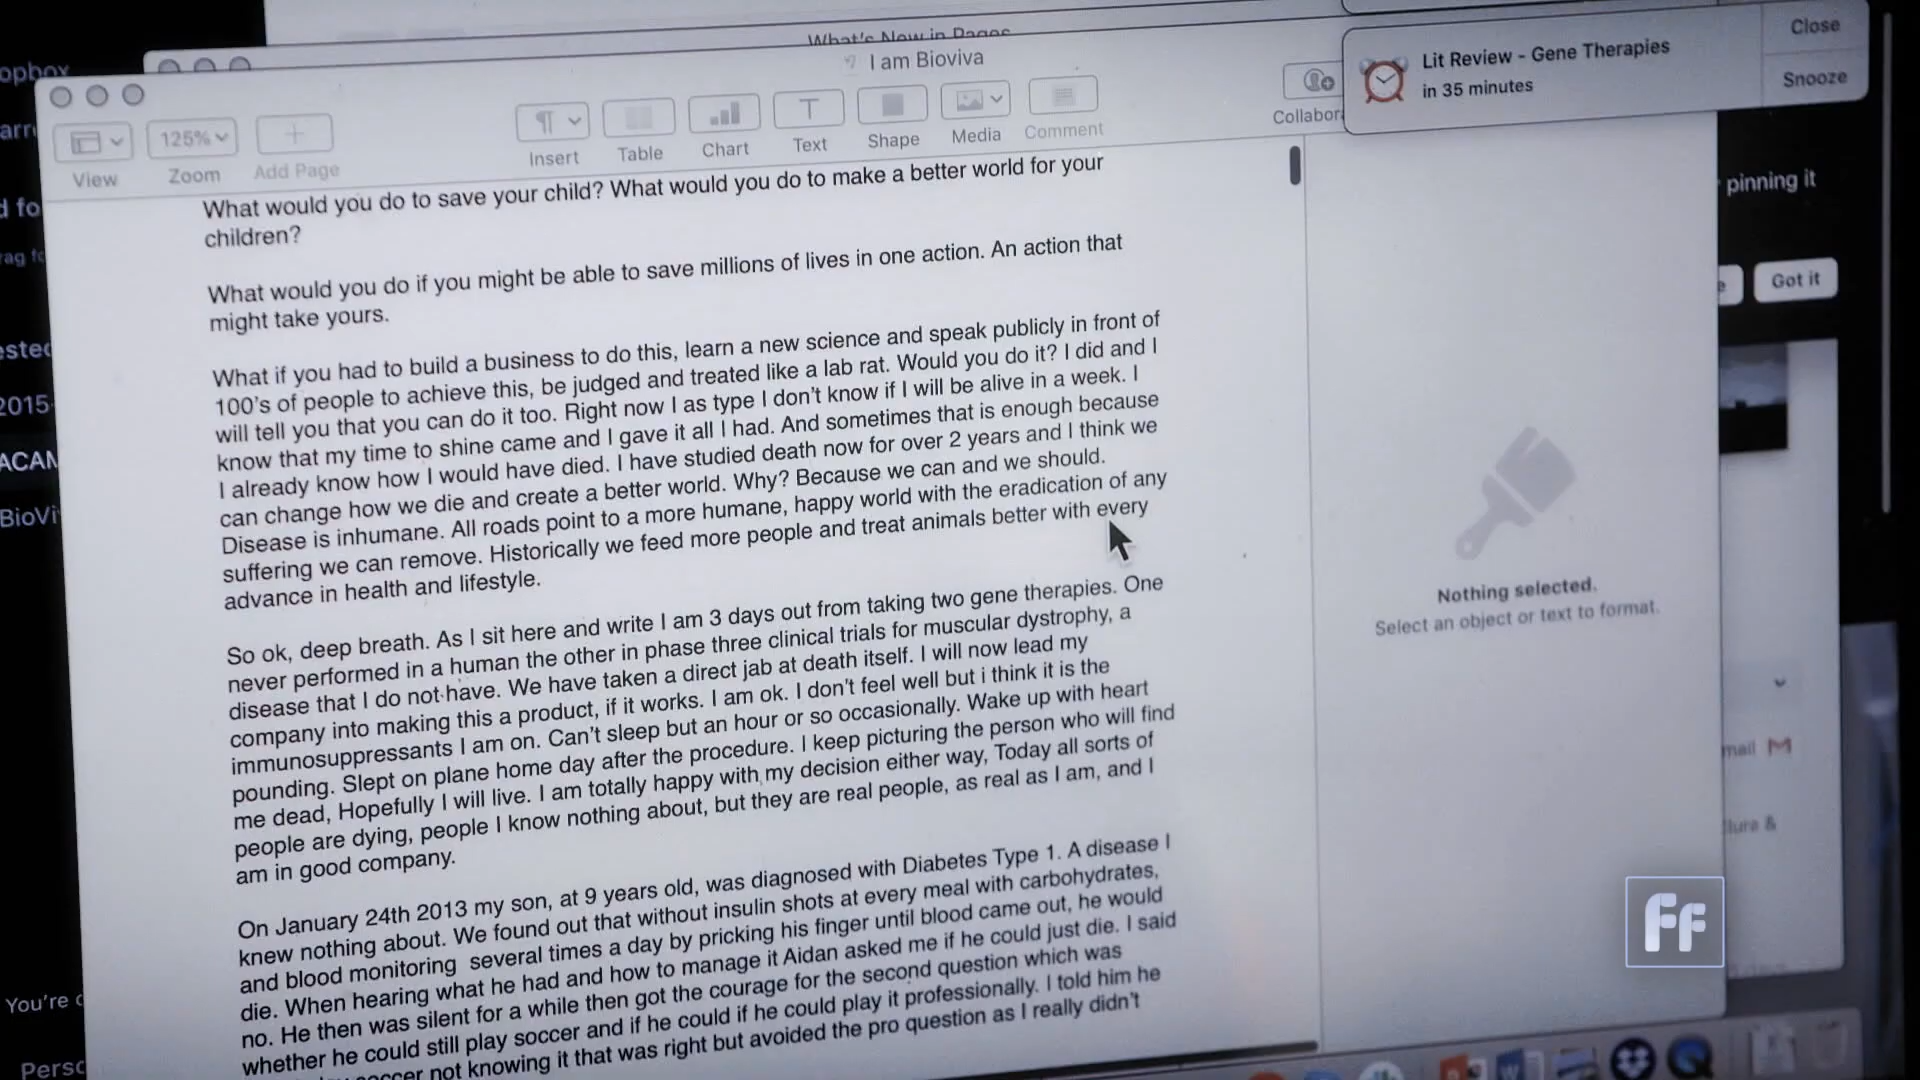 What's New in Pages
I am Bioviva
Lit Review - Gene Therapies
in 35 minutes
Close
Snooze
125%
View
Zoom
Add Page
Insert
Table
Chart
Text
Shape
Media
Comment
What would you do to save your child? What would you do to make a better world for your
children?
What would you do if you might be able to save millions of lives in one action. An action that
might take yours.
What if you had to build a business to do this, learn a new science and speak publicly in front of
100's of people to achieve this, be judged and treated like a lab rat. Would you do it? I did and I
will tell you that you can do it too. Right now I as type I don't know if I will be alive in a week. I
know that my time to shine came and I gave it all I had. And sometimes that is enough because
I already know how I would have died. I have studied death now for over 2 years and I think we
can change how we die and create a better world. Why? Because we can and we should.
Disease is inhumane. All roads point to a more humane, happy world with the eradication of any
suffering we can remove. Historically we feed more people and treat animals better with every
advance in health and lifestyle.
So ok, deep breath. As I sit here and write I am 3 days out from taking two gene therapies. One
never performed in a human the other in phase three clinical trials for muscular dystrophy, a
disease that I do not have. We have taken a direct jab at death itself. I will now lead my
company into making this a product, if it works. I am ok. I don't feel well but i think it is the
immunosuppressants I am on. Can't sleep but an hour or so occasionally. Wake up with heart
pounding. Slept on plane home day after the procedure. I keep picturing the person who will find
me dead, Hopefully I will live. I am totally happy with my decision either way, Today all sorts of
people are dying, people I know nothing about, but they are real people, as real as I am, and I
am in good company.
On January 24th 2013 my son, at 9 years old, was diagnosed with Diabetes Type 1. A disease I
knew nothing about. We found out that without insulin shots at every meal with carbohydrates,
and blood monitoring several times a day by pricking his finger until blood came out, he would
die. When hearing what he had and how to manage it Aidan asked me if he could just die. I said
no. He then was silent for a while then got the courage for the second question which was
whether he could still play soccer and if he could if he could play it professionally. I told him he
soccer not knowing it that was right but avoided the pro question as I really didn't
Nothing selected.
Select an object or text to format.
pinning it
Got it
2015
You're
FF